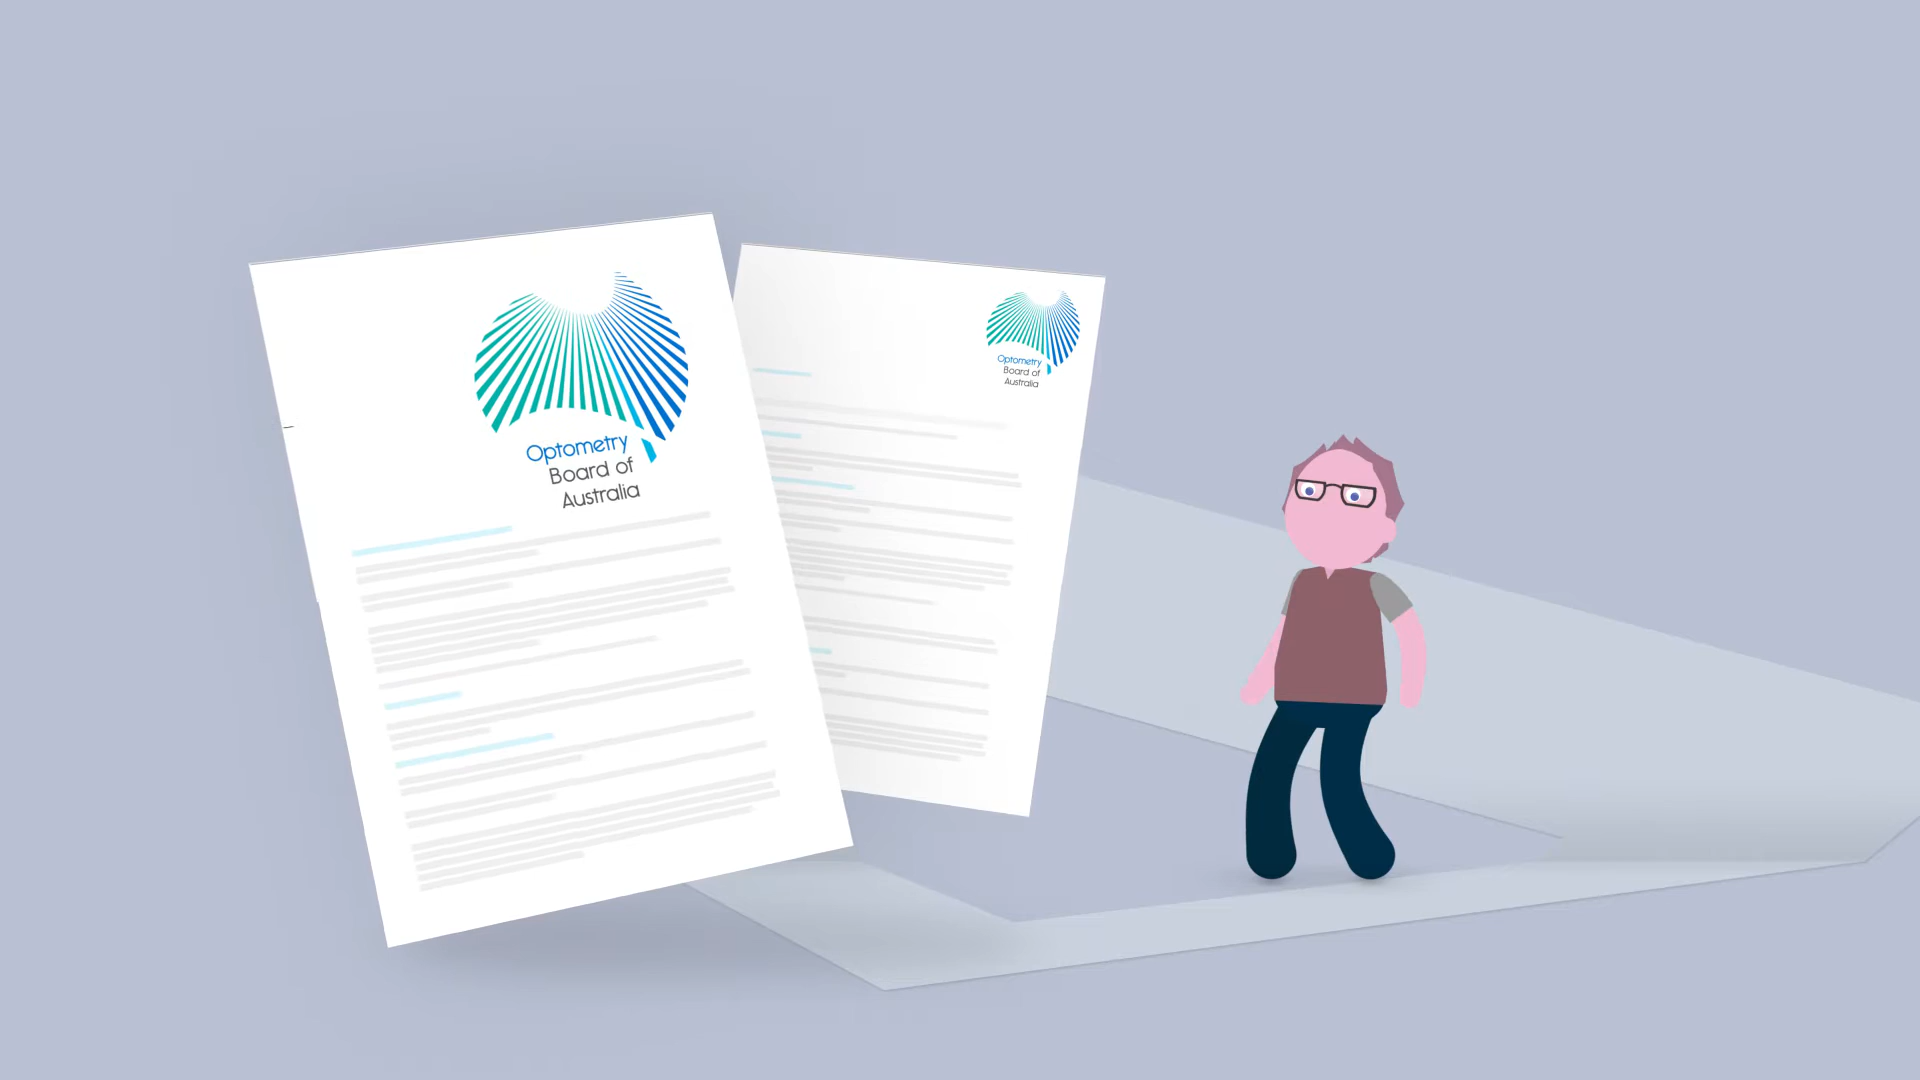 Optometry
Board of
Australia
Optometry
Board of
Australia